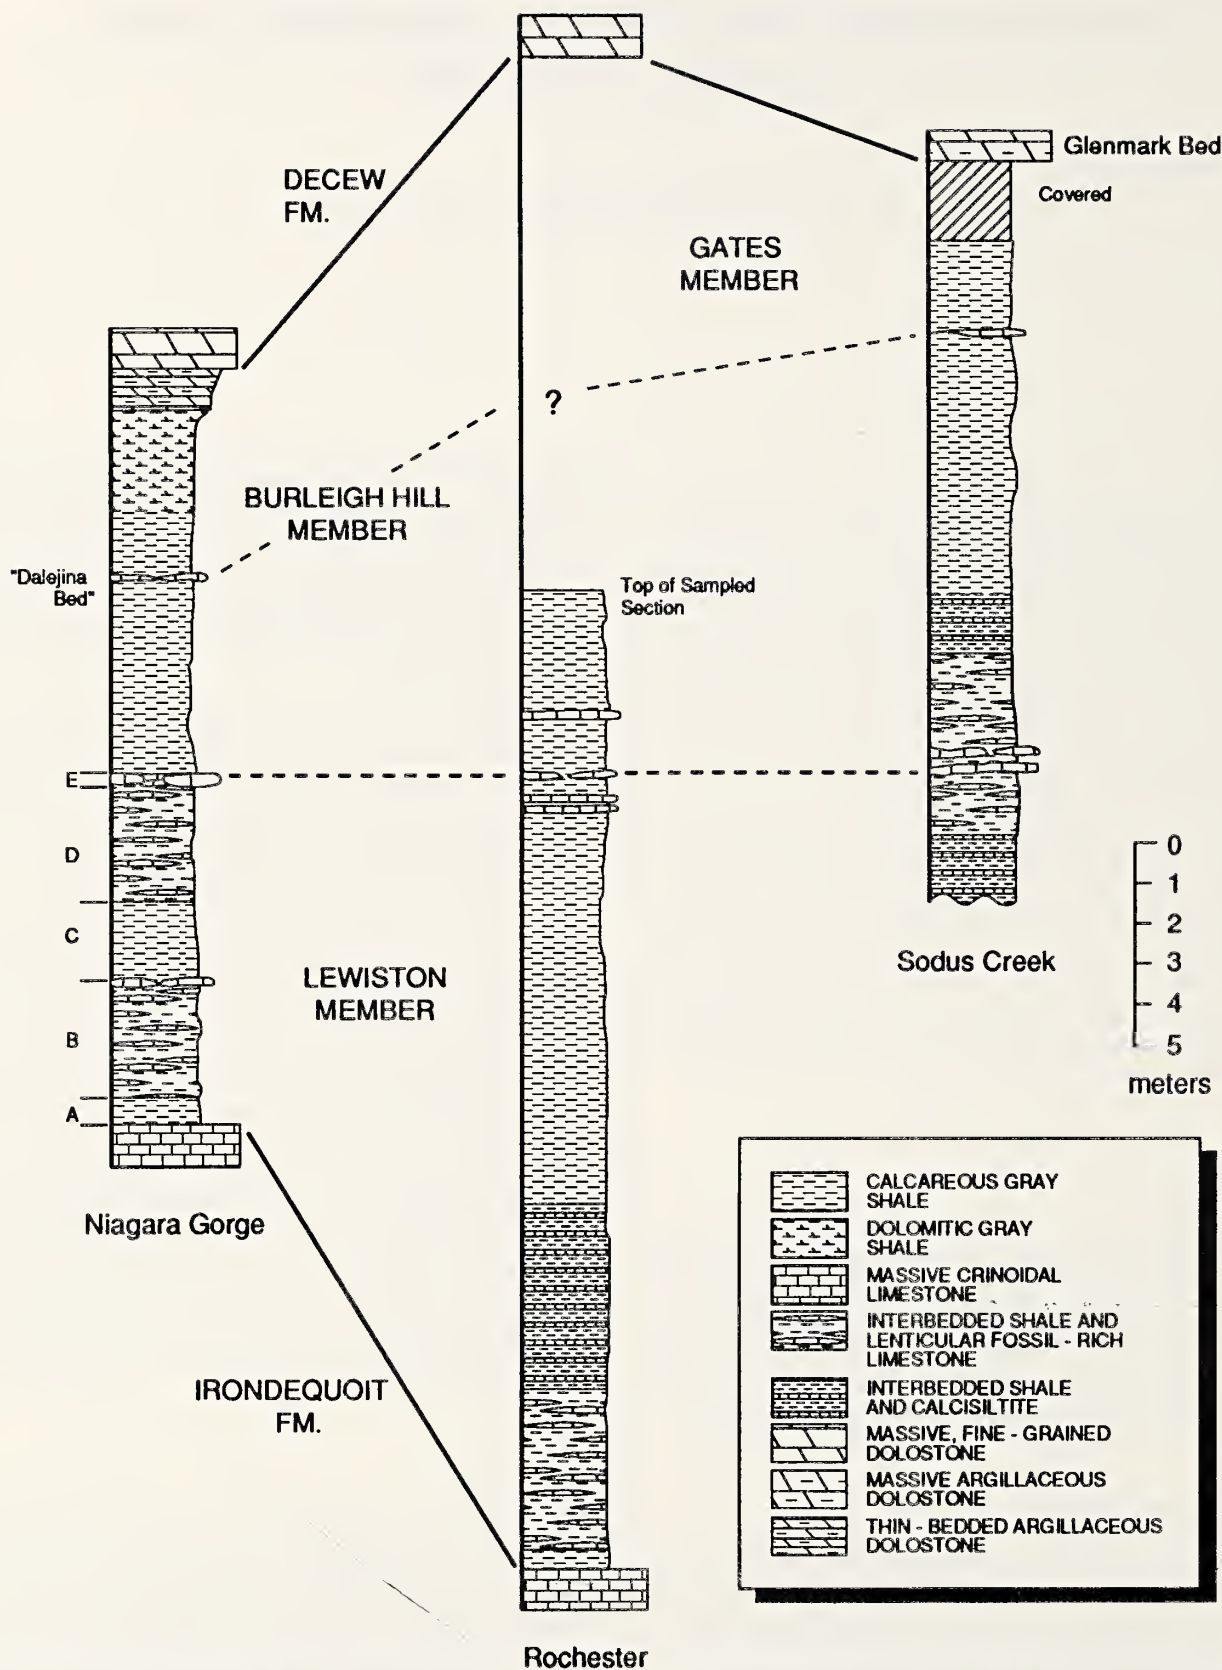 Glenmark Bed
Covered
DECEW
FM.
GATES
MEMBER
?
BURLEIGH HILL
MEMBER
"Dalejina
Bed"
Top of Sampled
Section
E
D
C
B
A
LEWISTON
MEMBER
Sodus Creek
0
1
2
3
4
5
meters
Niagara Gorge
IRONDEQUOIT
FM.
Rochester
CALCAREOUS GRAY
SHALE
DOLOMITIC GRAY
SHALE
MASSIVE CRINOIDAL
LIMESTONE
INTERBEDDED SHALE AND
LENTICULAR FOSSIL - RICH
LIMESTONE
INTERBEDDED SHALE
AND CALCISILTITE
MASSIVE, FINE - GRAINED
DOLOSTONE
MASSIVE ARGILLACEOUS
DOLOSTONE
THIN - BEDDED ARGILLACEOUS
DOLOSTONE